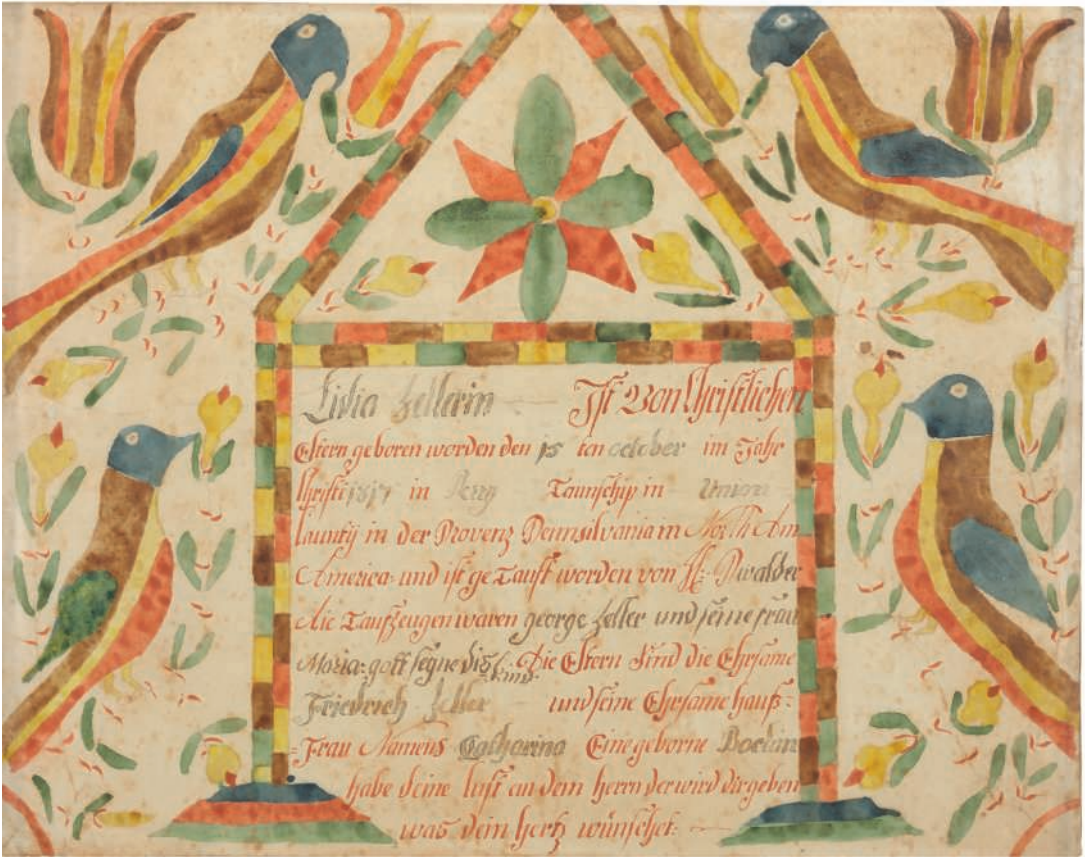 Lidia Zellerin Ist Von Christlichen
Eltern geboren worden den 15 ten october im Jahr
Christi 1817 in Perry Taunschip in Union
Caunty in der Provenz Pennsilvania in North Am
America und ist ge Tauft worden von H:
die Taufzeugen waren george Zeller und seine frau
Maria: gott segne dis kind. Die Eltern Sind die Ehrsame
Friedrich Zeller und seine Ehrsame hauß=
=Frau Namens Catharina Eine geborne
habe deine lust an dem herrn der wird dir geben
was dein hertz wünschet: